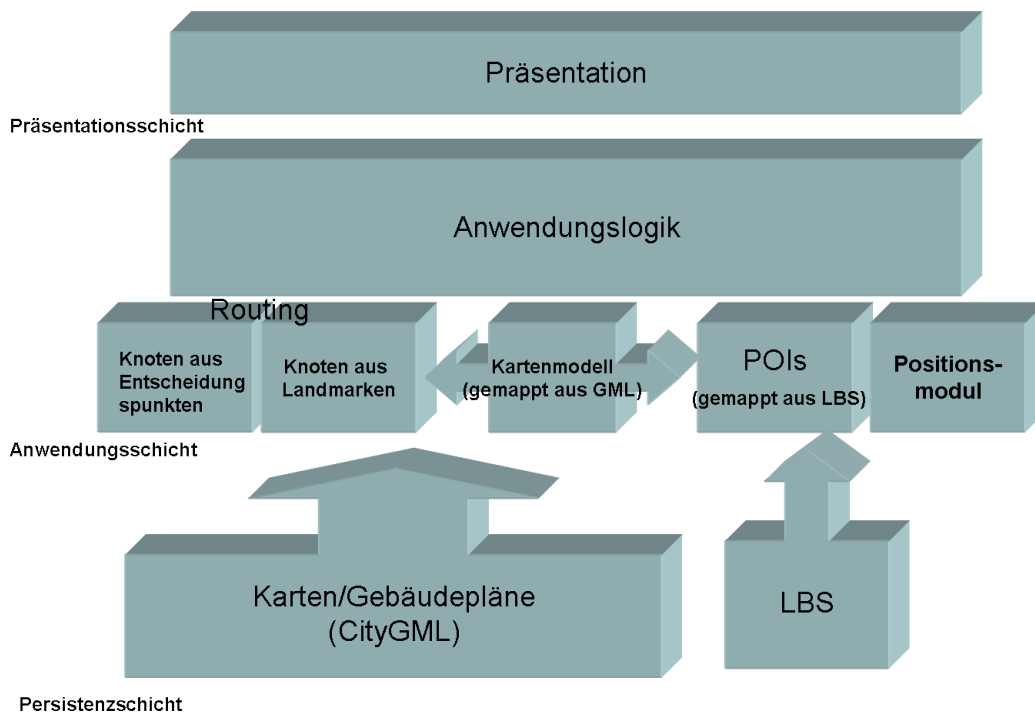 Präsentation
Präsentationsschicht
Anwendungslogik
Routing
Knoten aus
Entscheidung
spunkten
Knoten aus
Landmarken
Kartenmodell
(gemappt aus GML)
POIs
(gemappt aus LBS)
Positions-
modul
Anwendungsschicht
Karten/Gebäudepläne
(CityGML)
LBS
Persistenzschicht